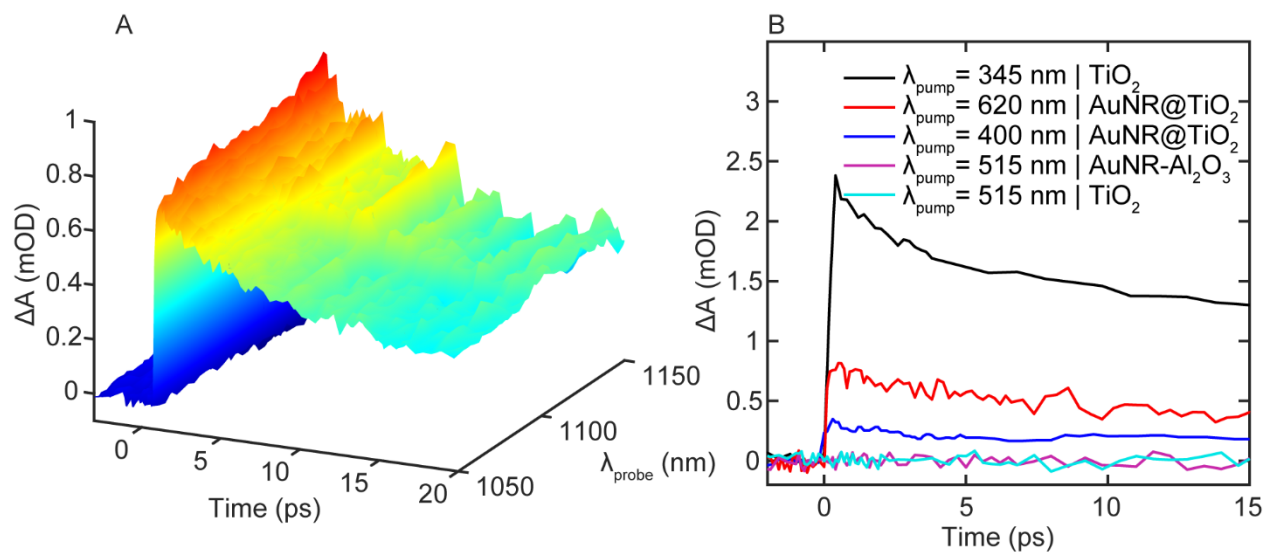 A
1
0.8
0.6
0.4
0.2
0
ΔA (mOD)
0
5
10
15
20
Time (ps)
1050
1100
1150
λprobe (nm)
B
λpump= 345 nm | TiO2
λpump= 620 nm | AuNR@TiO2
λpump= 400 nm | AuNR@TiO2
λpump= 515 nm | AuNR-Al2O3
λpump= 515 nm | TiO2
3
2.5
2
1.5
1
0.5
0
ΔA (mOD)
0
5
10
15
Time (ps)